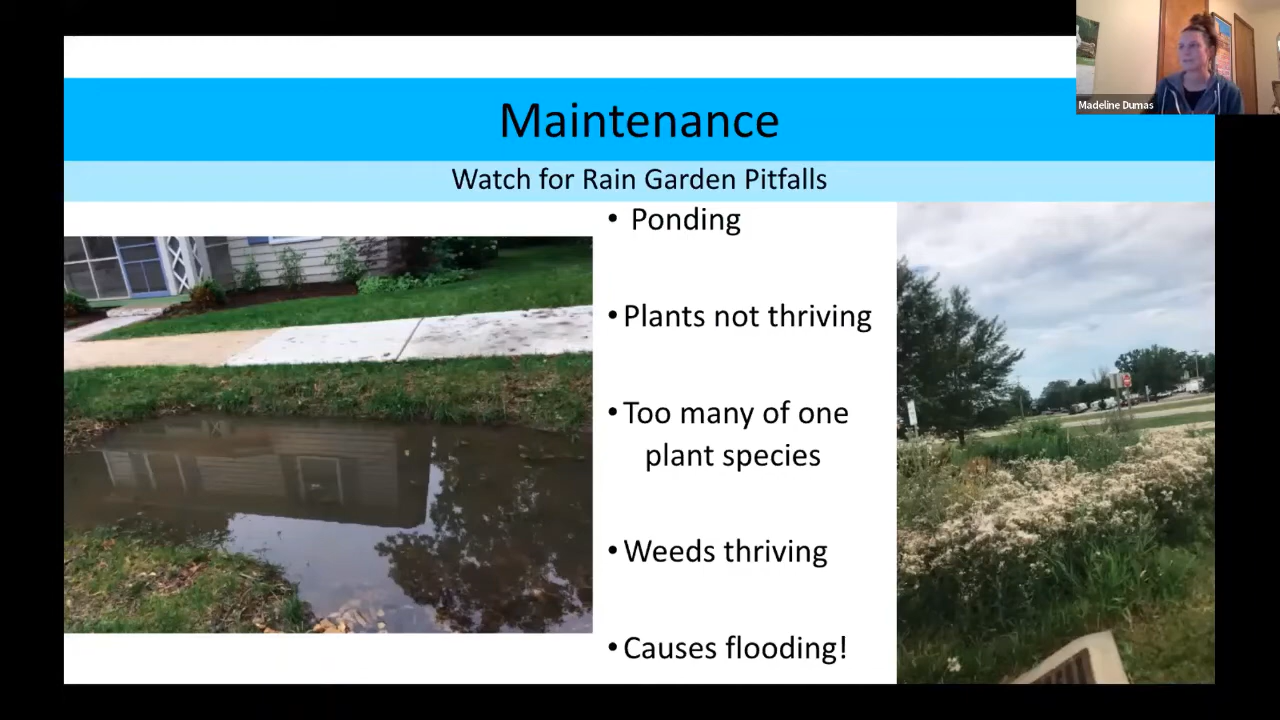 Madeline Dumas
Maintenance
Watch for Rain Garden Pitfalls
• Ponding
• Plants not thriving
• Too many of one
plant species
• Weeds thriving
• Causes flooding!